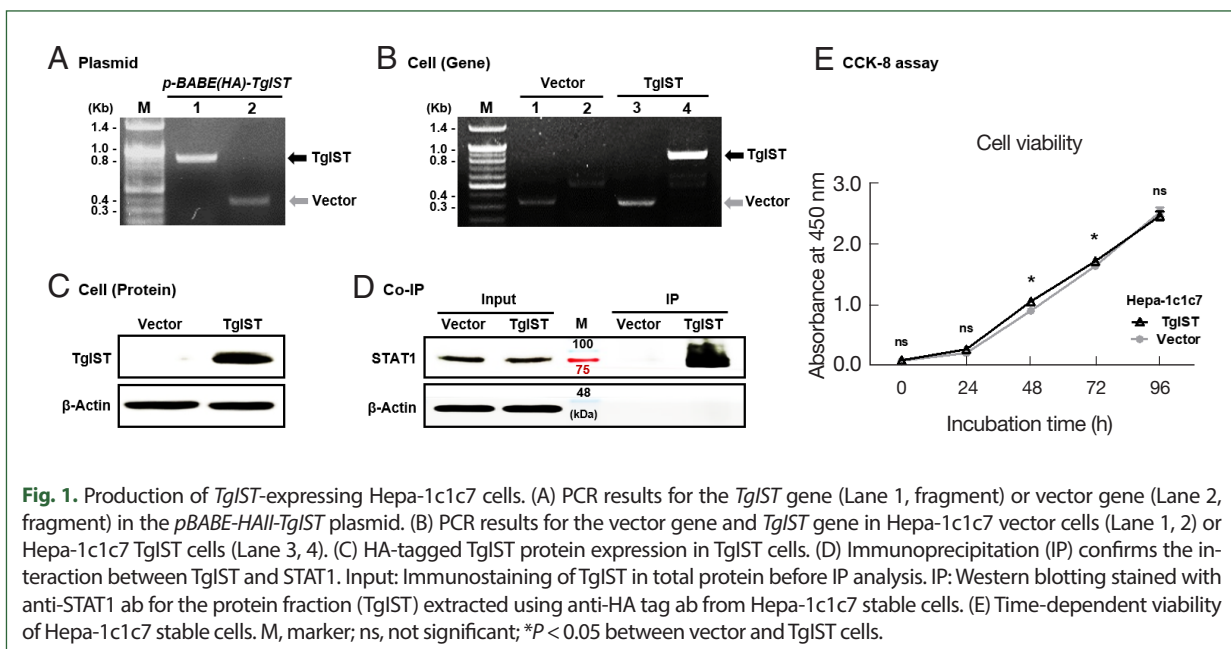 A Plasmid
p-BABE(HA)-TgIST
(Kb) M 1 2
1.4 -
1.0 -
0.8 -
0.4 -
0.3 -
TgIST
Vector
B Cell (Gene)
Vector TgIST
(Kb) M 1 2 3 4
1.4 -
1.0 -
0.8 -
0.4 -
0.3 -
TgIST
Vector
C Cell (Protein)
Vector TgIST
TgIST
β-Actin
D Co-IP
Input IP
Vector TgIST M Vector TgIST
STAT1
100
75
β-Actin
48
(kDa)
E CCK-8 assay
Cell viability
Absorbance at 450 nm
3.0
2.0
1.0
0.0
ns
ns
*
*
ns
Hepa-1c1c7
TgIST
Vector
0 24 48 72 96
Incubation time (h)
Fig. 1. Production of TgIST-expressing Hepa-1c1c7 cells. (A) PCR results for the TgIST gene (Lane 1, fragment) or vector gene (Lane 2,
fragment) in the pBABE-HAII-TgIST plasmid. (B) PCR results for the vector gene and TgIST gene in Hepa-1c1c7 vector cells (Lane 1, 2) or
Hepa-1c1c7 TgIST cells (Lane 3, 4). (C) HA-tagged TgIST protein expression in TgIST cells. (D) Immunoprecipitation (IP) confirms the in-
teraction between TgIST and STAT1. Input: Immunostaining of TgIST in total protein before IP analysis. IP: Western blotting stained with
anti-STAT1 ab for the protein fraction (TgIST) extracted using anti-HA tag ab from Hepa-1c1c7 stable cells. (E) Time-dependent viability
of Hepa-1c1c7 stable cells. M, marker; ns, not significant; *P < 0.05 between vector and TgIST cells.